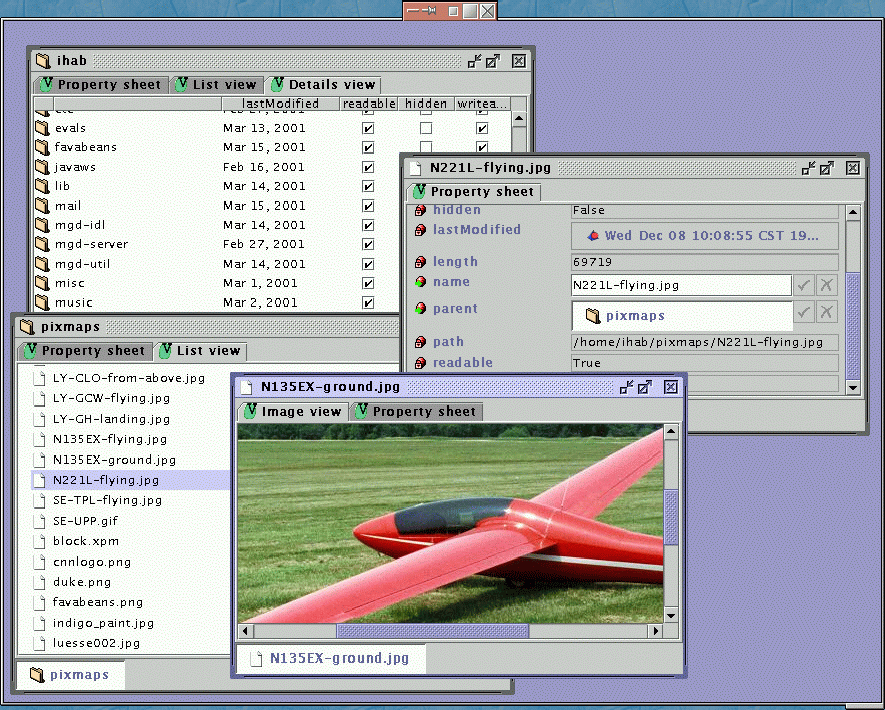 ihab
Property sheet List view Details view
lastModified readable hidden writea...
evals Mar 13, 2001
favabeans Mar 15, 2001
javaws Feb 16, 2001
lib Mar 14, 2001
mail Mar 15, 2001
mgd-idl Mar 14, 2001
mgd-server Feb 27, 2001
mgd-util Mar 14, 2001
misc Mar 1, 2001
music Mar 2, 2001
N221L-flying.jpg
Property sheet
hidden False
lastModified Wed Dec 08 10:08:55 CST 19...
length 69719
name N221L-flying.jpg
parent pixmaps
path /home/ihab/pixmaps/N221L-flying.jpg
readable True
pixmaps
Property sheet List view
LY-CLO-from-above.jpg
LY-GCW-flying.jpg
LY-GH-landing.jpg
N135EX-flying.jpg
N135EX-ground.jpg
N221L-flying.jpg
SE-TPL-flying.jpg
SE-UPP.gif
block.xpm
cnnlogo.png
duke.png
favabeans.png
indigo_paint.jpg
luesse002.jpg
pixmaps
N135EX-ground.jpg
Image view Property sheet
N135EX-ground.jpg